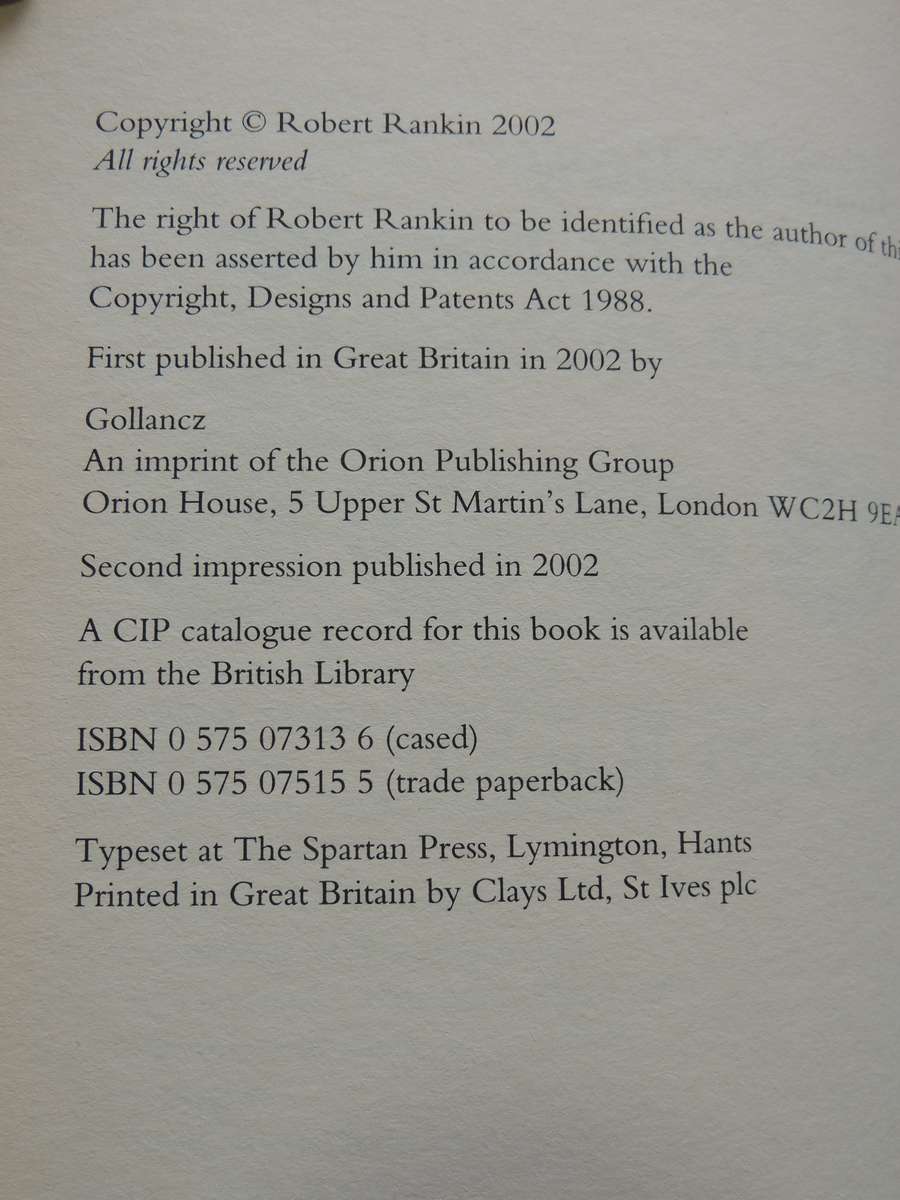 Copyright © Robert Rankin 2002
All rights reserved
The right of Robert Rankin to be identified as the author of
has been asserted by him in accordance with the
Copyright, Designs and Patents Act 1988.
First published in Great Britain in 2002 by
Gollancz
An imprint of the Orion Publishing Group
Orion House, 5 Upper St Martin's Lane, London WC2H 9EA
Second impression published in 2002
A CIP catalogue record for this book is available
from the British Library
ISBN 0 575 07313 6 (cased)
ISBN 0 575 07515 5 (trade paperback)
Typeset at The Spartan Press, Lymington, Hants
Printed in Great Britain by Clays Ltd, St Ives plc